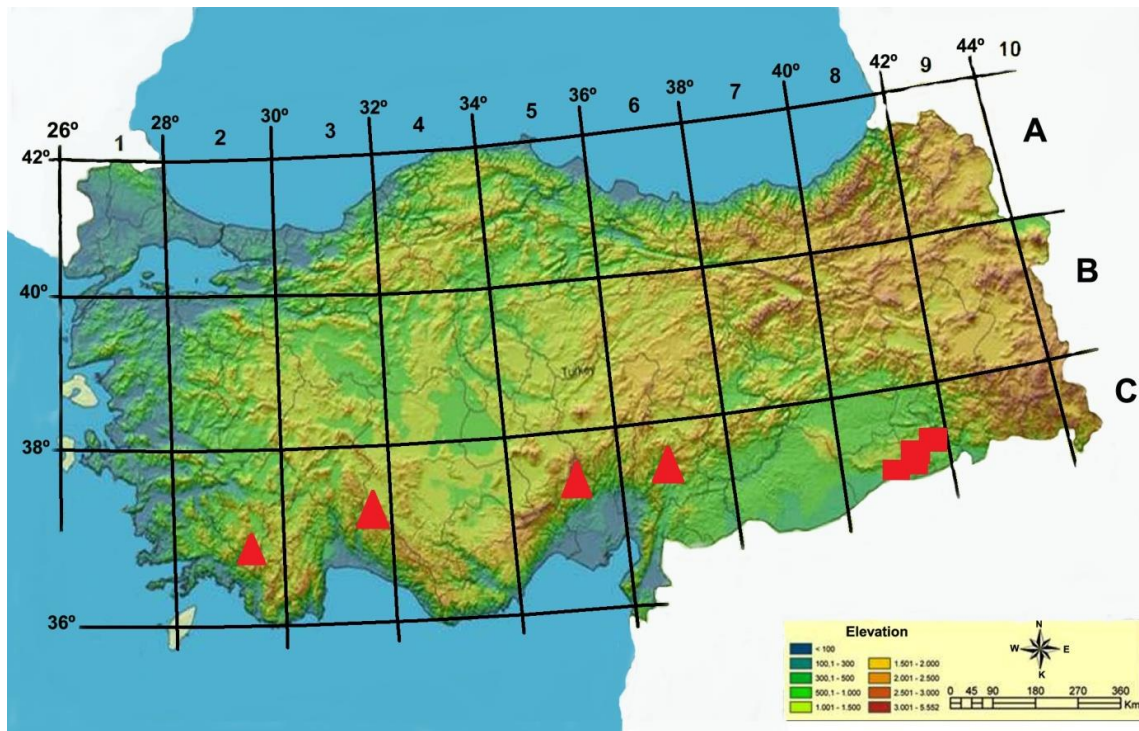 26º
1
28º
2
30º
3
32º
4
34º
5
36º
6
38º
7
40º
8
42º
9
44º
10
42º
A
40º
B
Turkey
38º
C
36º
Elevation
< 100
100,1 - 300
300,1 - 500
500,1 - 1.000
1.001 - 1.500
1.501 - 2.000
2.001 - 2.500
2.501 - 3.000
3.001 - 5.552
N
W E
K
0 45 90 180 270 360
Km